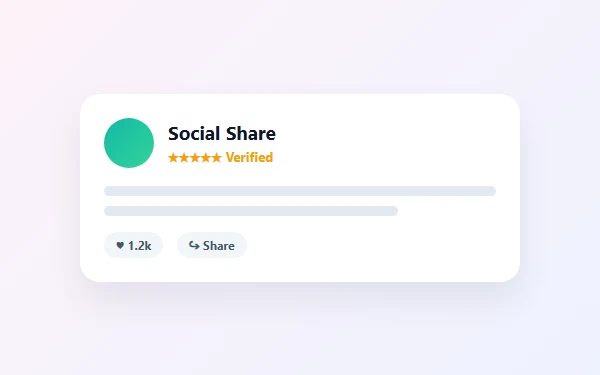 Social Share
★★★★★ Verified
♥ 1.2k
↪ Share